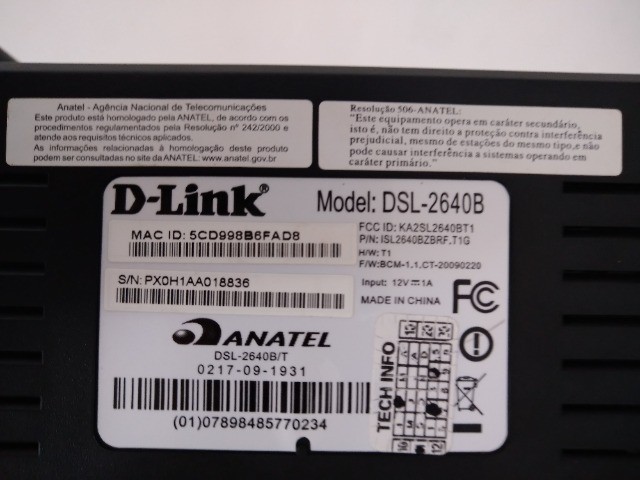 Anatel - Agência Nacional de Telecomunicações
Este produto está homologado pela ANATEL, de acordo com os
procedimentos regulamentados pela Resolução nº 242/2000 e
atende aos requisitos técnicos aplicados.
As informações relacionadas à homologação deste produto
podem ser consultadas no site da ANATEL: www.anatel.gov.br
Resolução 506-ANATEL:
"Este equipamento opera em caráter secundário,
isto é, não tem direito a proteção contra interferência
prejudicial, mesmo de estações do mesmo tipo,e não
pode causar interferência a sistemas operando em
caráter primário."
D-Link®
Model: DSL-2640B
MAC ID: 5CD998B6FAD8
FCC ID: KA2SL2640BT1
P/N: ISL2640BZBRF.T1G
H/W: T1
F/W:BCM-1.1.CT-20090220
S/N: PX0H1AA018836
Input: 12V 1A
MADE IN CHINA
FC
ANATEL
DSL-2640B/T
0217-09-1931
(01)07898485770234
TECH INFO